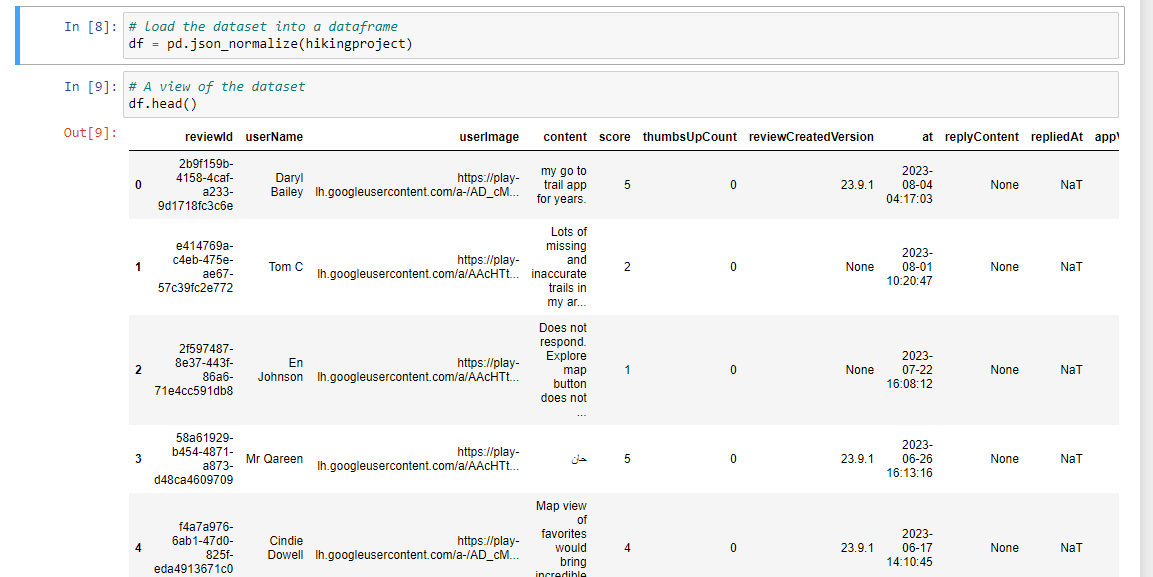 In [8]: # Load the dataset into a dataframe
df = pd.json_normalize(hikingproject)
In [9]: # A view of the dataset
df.head()
Out[9]:
reviewId userName userImage content score thumbsUpCount reviewCreatedVersion at replyContent repliedAt appV
0
2b9f159b-
4158-4caf-
a233-
9d1718fc3c6e
Daryl
Bailey
https://play-
lh.googleusercontent.com/a-/AD_cM...
my go to
trail app
for years.
5
0
23.9.1
2023-
08-04
04:17:03
None
NaT
1
e414769a-
c4eb-475e-
ae67-
57c39fc2e772
Tom C
https://play-
lh.googleusercontent.com/a/AAcHTt...
Lots of
missing
and
inaccurate
trails in
my ar...
2
0
None
2023-
08-01
10:20:47
None
NaT
2
2f597487-
8e37-443f-
86a6-
71e4cc591db8
En
Johnson
https://play-
lh.googleusercontent.com/a/AAcHTt...
Does not
respond.
Explore
map
button
does not
...
1
0
None
2023-
07-22
16:08:12
None
NaT
3
58a61929-
b454-4871-
a873-
d48ca4609709
Mr Qareen
https://play-
lh.googleusercontent.com/a/AAcHTt...
حان
5
0
23.9.1
2023-
06-26
16:13:16
None
NaT
4
f4a7a976-
6ab1-47d0-
825f-
eda4913671c0
Cindie
Dowell
https://play-
lh.googleusercontent.com/a-/AD_cM...
Map view
of
favorites
would
bring
incredible
4
0
23.9.1
2023-
06-17
14:10:45
None
NaT